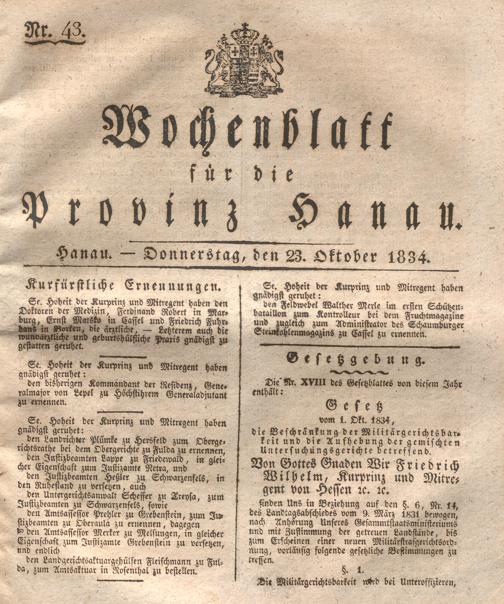 Nr. 43.
Wochenblatt
für die
Provinz Hanau.
Hanau. — Donnerstag, den 23. Oktober 1834.
Kurfürstliche Ernennungen.
Se. Hoheit der Kurprinz und Mitregent haben den
Doktoren der Medizin, Ferdinand Robert in Mar-
burg, Ernst Matsko in Cassel und Friedrich Fuhr-
hans in Borken, die ärztliche, — Letzterem auch die
wundärztliche und geburtshülfliche Praxis gnädigst zu
gestatten geruhet.
Se. Hoheit der Kurprinz und Mitregent haben
gnädigst geruhet:
den bisherigen Kommandant der Residenz, Gene-
ralmajor von Lepel zu Höchstihrem Generaladjutant
zu ernennen.
Se. Hoheit der Kurprinz und Mitregent haben
gnädigst geruhet:
den Landrichter Plümke zu Hersfeld zum Oberge-
richtsrathe bei dem Obergerichte zu Fulda zu ernennen,
den Justizbeamten zu Friedewald, in glei-
cher Eigenschaft zum Justizamte Netra, und
den Justizbeamten Heßler zu Schwarzenfels, in
den Ruhestand zu versetzen, auch
den Untergerichtsanwalt Scheffer zu Arolsa, zum
Justizbeamten zu Schwarzenfels, sowie
den Amtsassessor Prehler zu Grebenstein, zum Ju-
stizbeamten zu Oberaula zu ernennen, dagegen
den Amtsassessor Merker zu Melsungen, in gleicher
Eigenschaft zum Justizamte Grebenstein zu versetzen,
und endlich
den Landgerichtsaktuargehülfen Fleischmann zu Ful-
da, zum Amtsaktuar in Rosenthal zu bestellen.
Se. Hoheit der Kurprinz und Mitregent haben
gnädigst geruhet:
den Feldwebel Walther Merle im ersten Schützen-
bataillon zum Kontrolleur bei dem Fruchtmagazine
und zugleich zum Administrator des Schaumburger
Steinkohlenmagazins zu Cassel zu ernennen.
Gesetzgebung.
Die Nr. XVIII des Gesetzblattes von diesem Jahr
enthält:
Gesetz
vom 1. Okt. 1834,
die Beschränkung der Militärgerichtsbar-
keit und die Aufhebung der gemischten
Untersuchungsgerichte betreffend.
Von Gottes Gnaden Wir Friedrich
Wilhelm, Kurprinz und Mitre-
gent von Hessen ꝛc. ꝛc.
finden Uns in Beziehung auf den §. 6, Nr. 14,
des Landtagsabschiedes vom 9. März 1831 bewogen,
nach Anhörung Unseres Gesammtstaatsministeriums
und mit Zustimmung der getreuen Landstände, bis
zum Erscheinen einer neuen Militärstrafgerichtsord-
nung, vorläufig folgende gesetzliche Bestimmungen zu
treffen.
§. 1.
Die Militärgerichtsbarkeit wird bei Unteroffizieren,